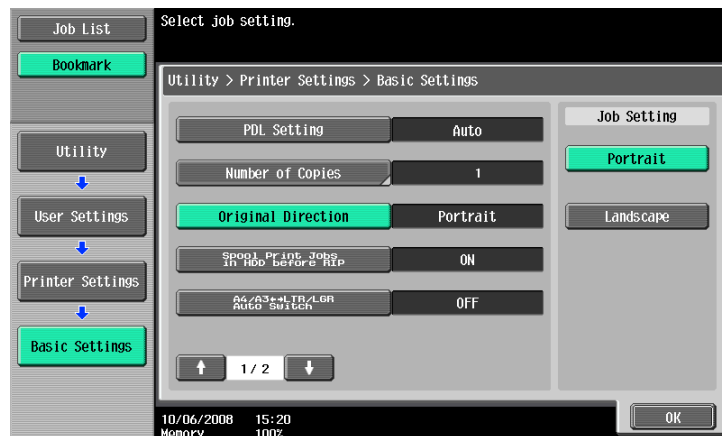 Job List
Bookmark
Utility
User Settings
Printer Settings
Basic Settings
Select job setting.
Utility > Printer Settings > Basic Settings
PDL Setting
Auto
Number of Copies
1
Original Direction
Portrait
Spool Print Jobs
in HDD before RIP
ON
A4/A3↔LTR/LGR
Auto Switch
OFF
1/ 2
Job Setting
Portrait
Landscape
10/06/2008 15:20
Memory 100%
OK